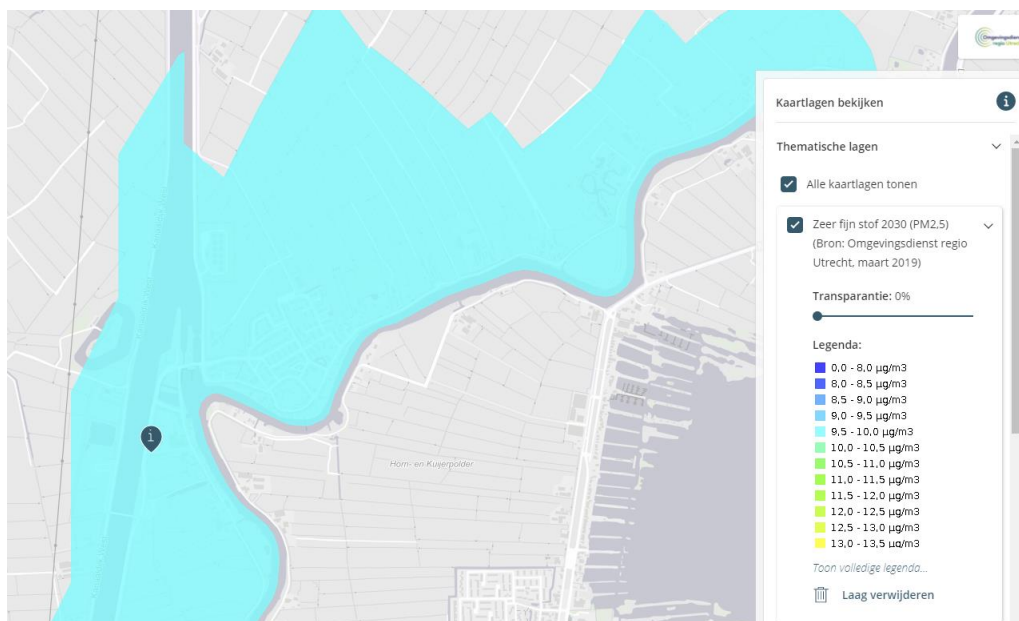 Omgevingsdienst
regio Utrecht
Kaartlagen bekijken
i
Thematische lagen
Alle kaartlagen tonen
Zeer fijn stof 2030 (PM2,5)
(Bron: Omgevingsdienst regio
Utrecht, maart 2019)
Transparantie: 0%
Legenda:
0,0 - 8,0 µg/m3
8,0 - 8,5 µg/m3
8,5 - 9,0 µg/m3
9,0 - 9,5 µg/m3
9,5 - 10,0 µg/m3
10,0 - 10,5 µg/m3
10,5 - 11,0 µg/m3
11,0 - 11,5 µg/m3
11,5 - 12,0 µg/m3
12,0 - 12,5 µg/m3
12,5 - 13,0 µg/m3
13,0 - 13,5 µg/m3
Toon volledige legenda...
Laag verwijderen
i
Horn- en Kuijerpolder